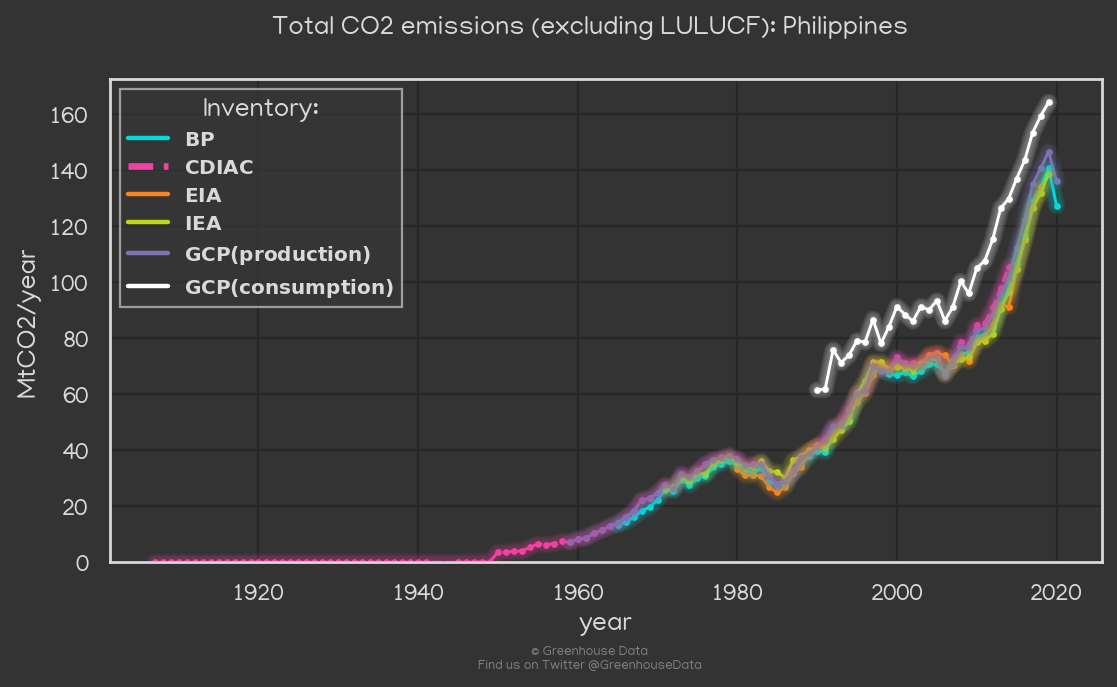 Total CO2 emissions (excluding LULUCF): Philippines
Inventory:
BP
CDIAC
EIA
IEA
GCP(production)
GCP(consumption)
MtCO2/year
160
140
120
100
80
60
40
20
0
1920 1940 1960 1980 2000 2020
year
© Greenhouse Data
Find us on Twitter @GreenhouseData